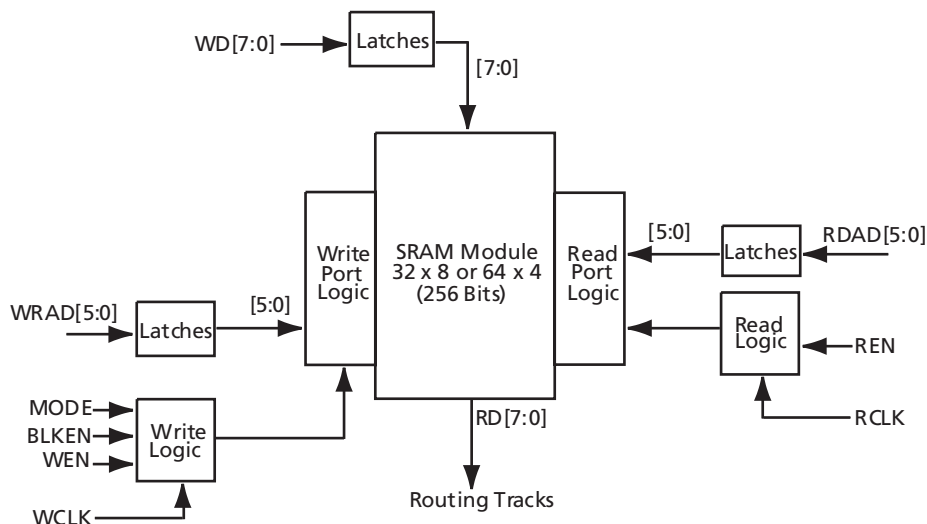 WD[7:0]
Latches
[7:0]
SRAM Module
32 x 8 or 64 x 4
(256 Bits)
Write
Port
Logic
Read
Port
Logic
[5:0]
Latches
RDAD[5:0]
WRAD[5:0]
Latches
[5:0]
Read
Logic
REN
RCLK
MODE
BLKEN
WEN
Write
Logic
WCLK
RD[7:0]
Routing Tracks